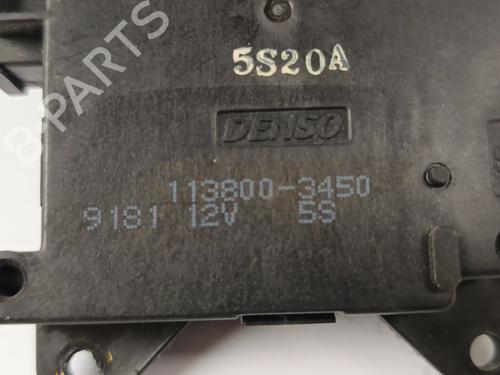 5S20A
DENSO
113800-3450
9181 12V 5S
B-PARTS